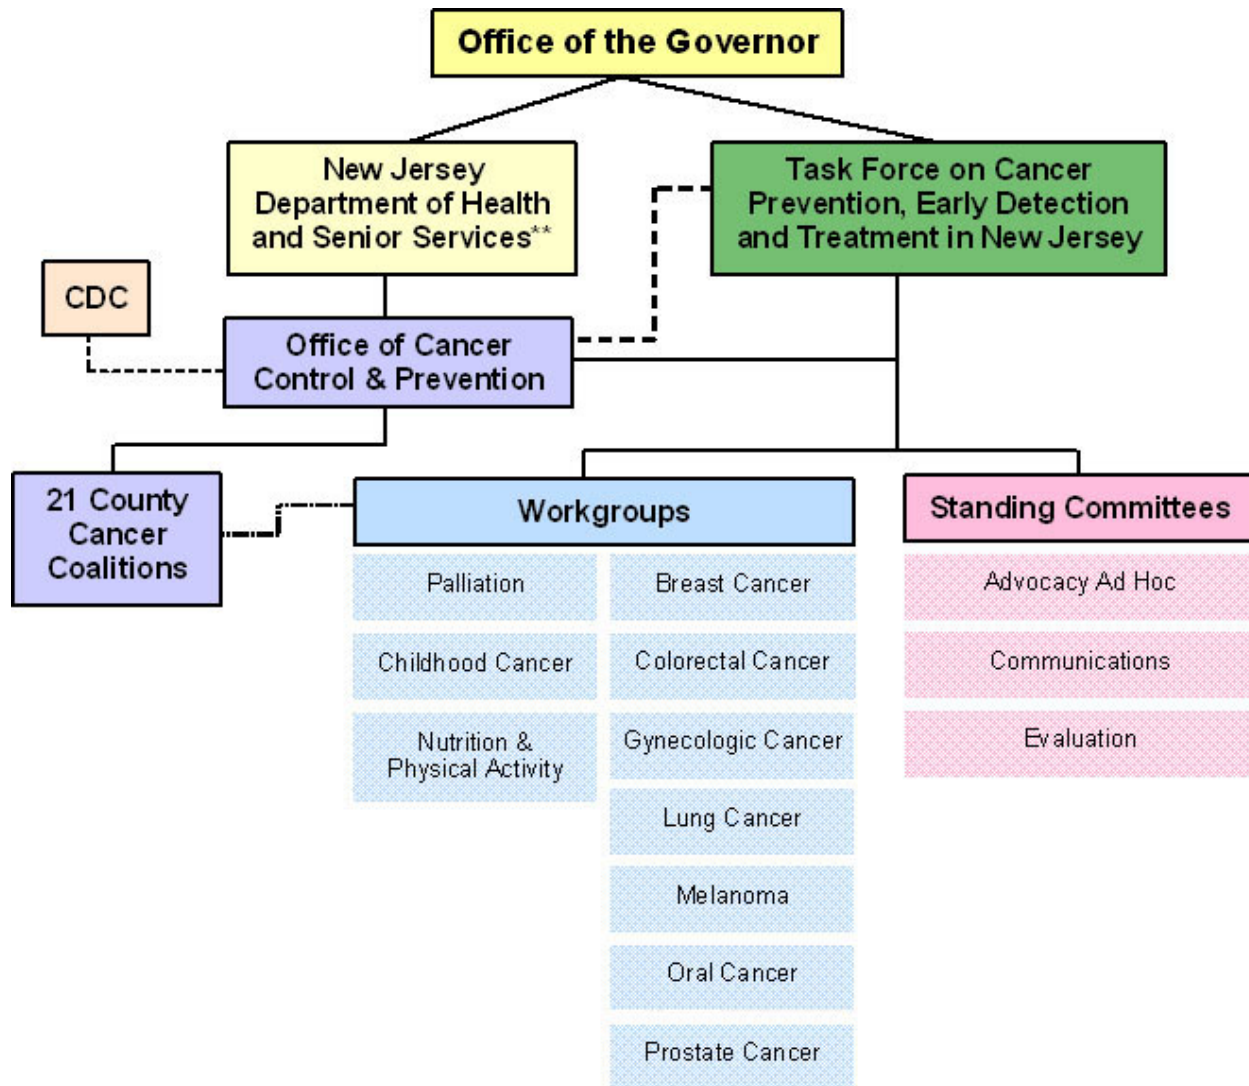 Office of the Governor
New Jersey
Department of Health
and Senior Services**
Task Force on Cancer
Prevention, Early Detection
and Treatment in New Jersey
CDC
Office of Cancer
Control & Prevention
21 County
Cancer
Coalitions
Workgroups
Standing Committees
Palliation
Breast Cancer
Advocacy Ad Hoc
Childhood Cancer
Colorectal Cancer
Communications
Nutrition &
Physical Activity
Gynecologic Cancer
Evaluation
Lung Cancer
Melanoma
Oral Cancer
Prostate Cancer